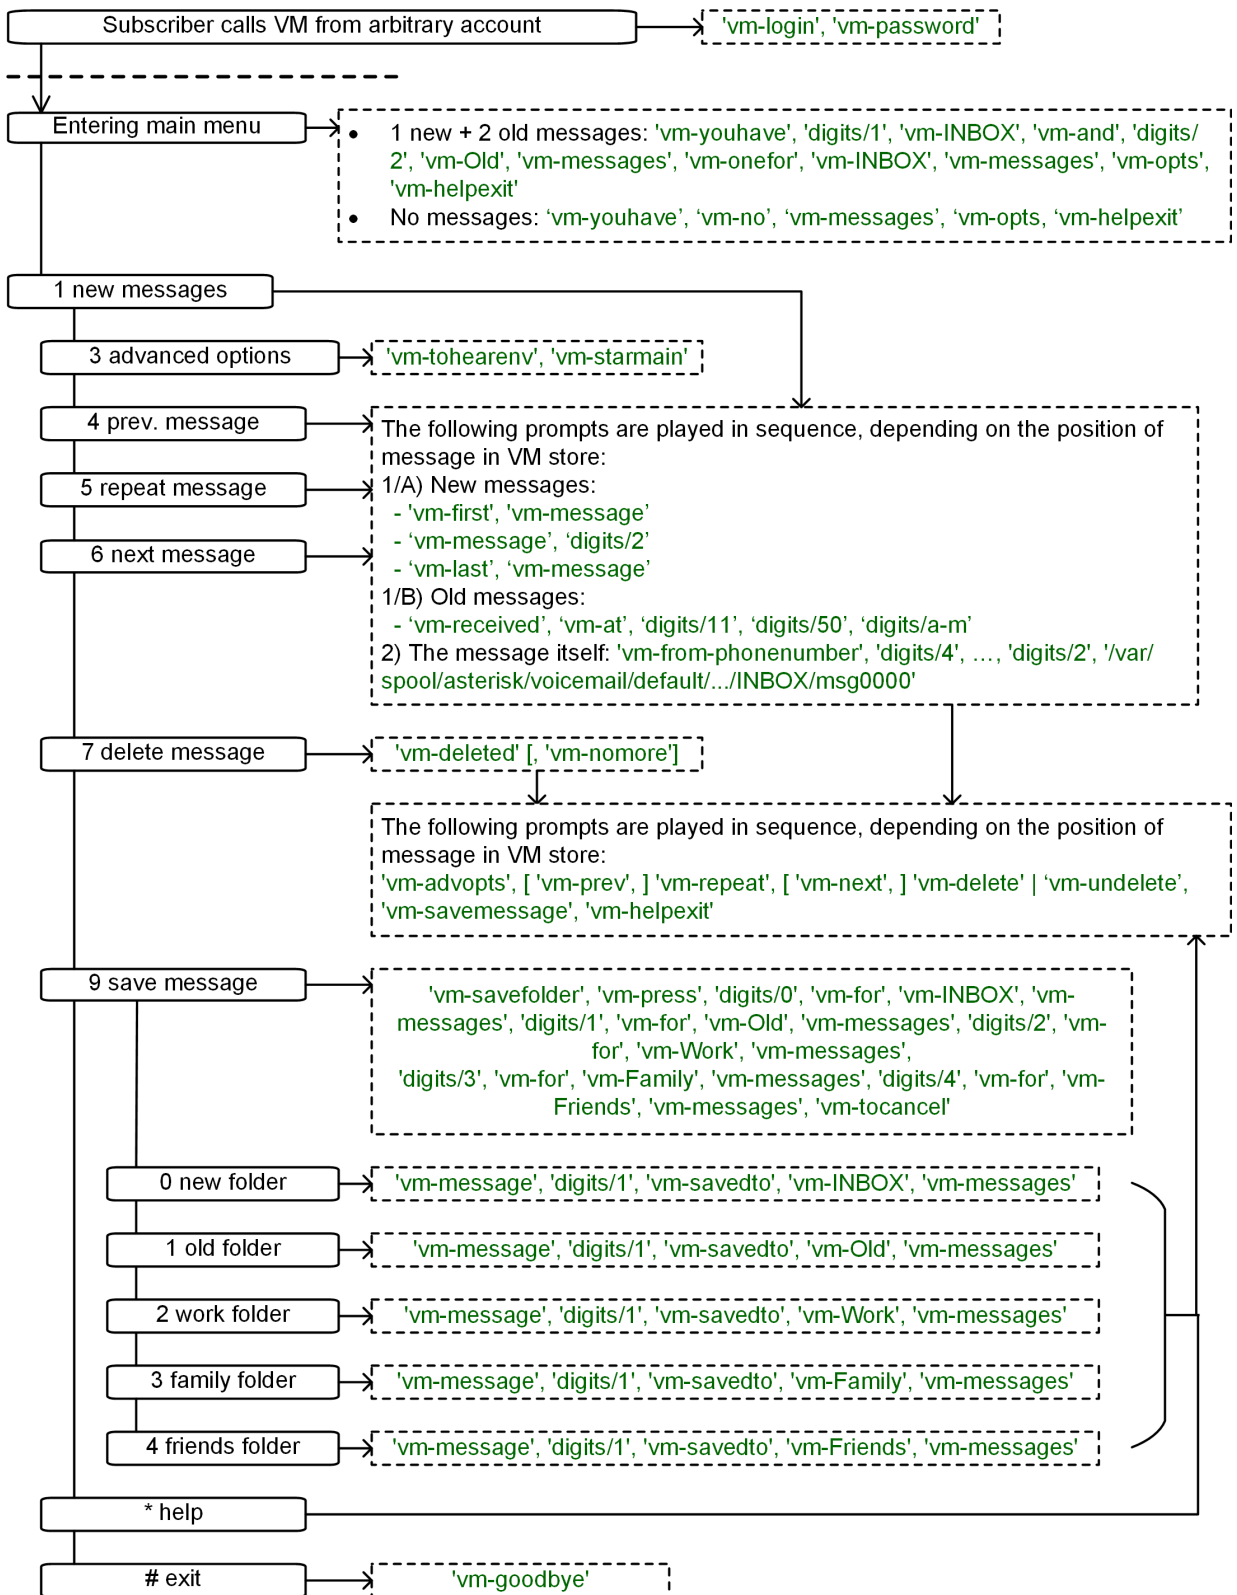 Subscriber calls VM from arbitrary account
'vm-login', 'vm-password'
Entering main menu
• 1 new + 2 old messages: 'vm-youhave', 'digits/1', 'vm-INBOX', 'vm-and', 'digits/
2', 'vm-Old', 'vm-messages', 'vm-onefor', 'vm-INBOX', 'vm-messages', 'vm-opts',
'vm-helpexit'
• No messages: ‘vm-youhave’, ‘vm-no’, ‘vm-messages’, ‘vm-opts, ‘vm-helpexit’
1 new messages
3 advanced options
'vm-tohearenv', 'vm-starmain'
4 prev. message
5 repeat message
6 next message
The following prompts are played in sequence, depending on the position of
message in VM store:
1/A) New messages:
- 'vm-first', 'vm-message’
- ‘vm-message’, ‘digits/2’
- ‘vm-last’, ‘vm-message’
1/B) Old messages:
- ‘vm-received’, ‘vm-at’, ‘digits/11’, ‘digits/50’, ‘digits/a-m’
2) The message itself: 'vm-from-phonenumber', 'digits/4', …, 'digits/2', '/var/
spool/asterisk/voicemail/default/.../INBOX/msg0000'
7 delete message
'vm-deleted' [, 'vm-nomore']
The following prompts are played in sequence, depending on the position of
message in VM store:
'vm-advopts', [ 'vm-prev', ] 'vm-repeat', [ 'vm-next', ] 'vm-delete' | ‘vm-undelete’,
'vm-savemessage', 'vm-helpexit'
9 save message
'vm-savefolder', 'vm-press', 'digits/0', 'vm-for', 'vm-INBOX', 'vm-
messages', 'digits/1', 'vm-for', 'vm-Old', 'vm-messages', 'digits/2', 'vm-
for', 'vm-Work', 'vm-messages',
'digits/3', 'vm-for', 'vm-Family', 'vm-messages', 'digits/4', 'vm-for', 'vm-
Friends', 'vm-messages', 'vm-tocancel'
0 new folder
'vm-message', 'digits/1', 'vm-savedto', 'vm-INBOX', 'vm-messages'
1 old folder
'vm-message', 'digits/1', 'vm-savedto', 'vm-Old', 'vm-messages'
2 work folder
'vm-message', 'digits/1', 'vm-savedto', 'vm-Work', 'vm-messages'
3 family folder
'vm-message', 'digits/1', 'vm-savedto', 'vm-Family', 'vm-messages'
4 friends folder
'vm-message', 'digits/1', 'vm-savedto', 'vm-Friends', 'vm-messages'
* help
# exit
'vm-goodbye'